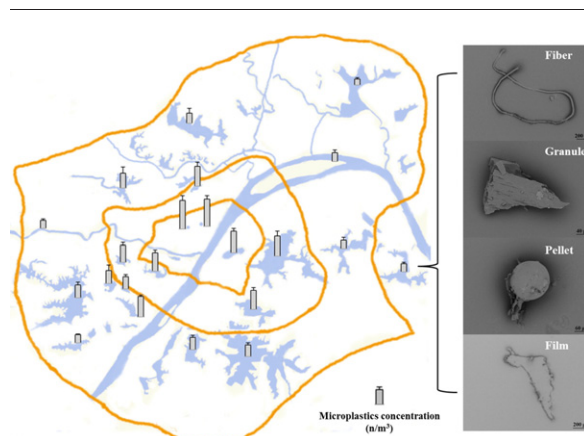 Fiber
Granule
Pellet
Film
Microplastics concentration
(n/m³)